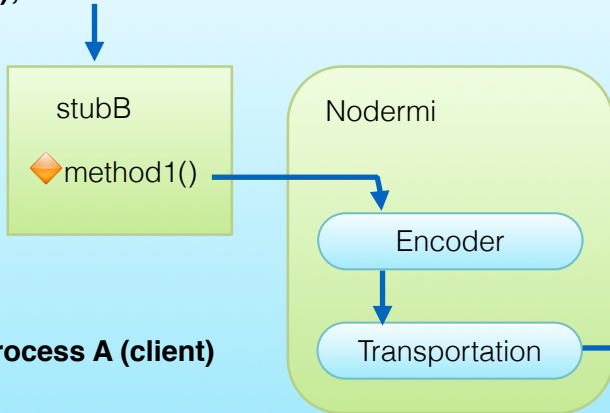 ),
stubB
method1()
Nodermi
Encoder
Transportation
rocess A (client)